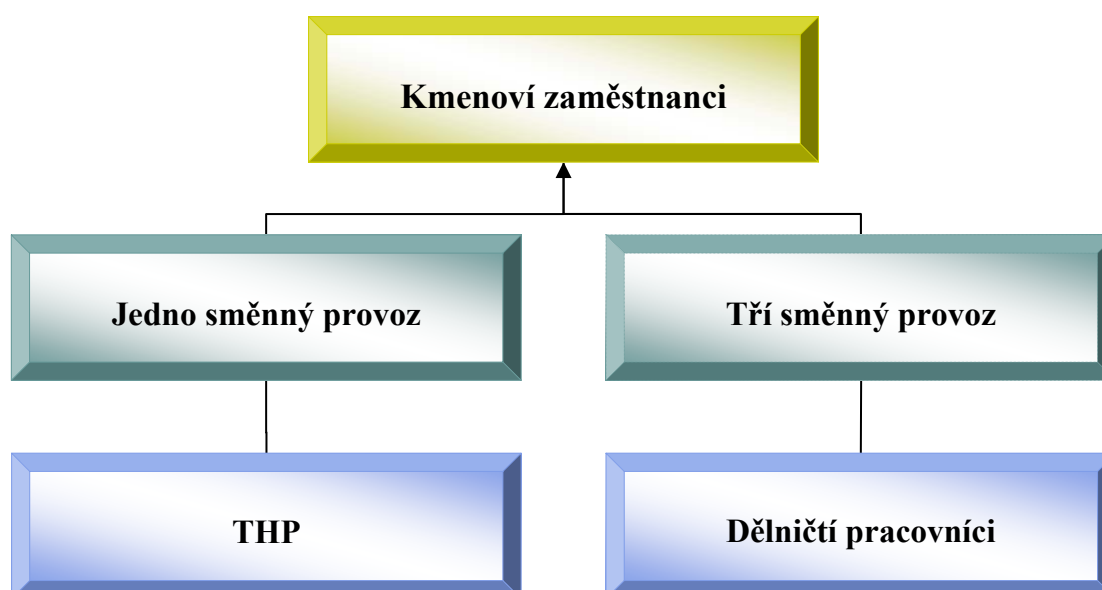 Kmenoví zaměstnanci
Jedno směnný provoz
Tří směnný provoz
THP
Dělničtí pracovníci